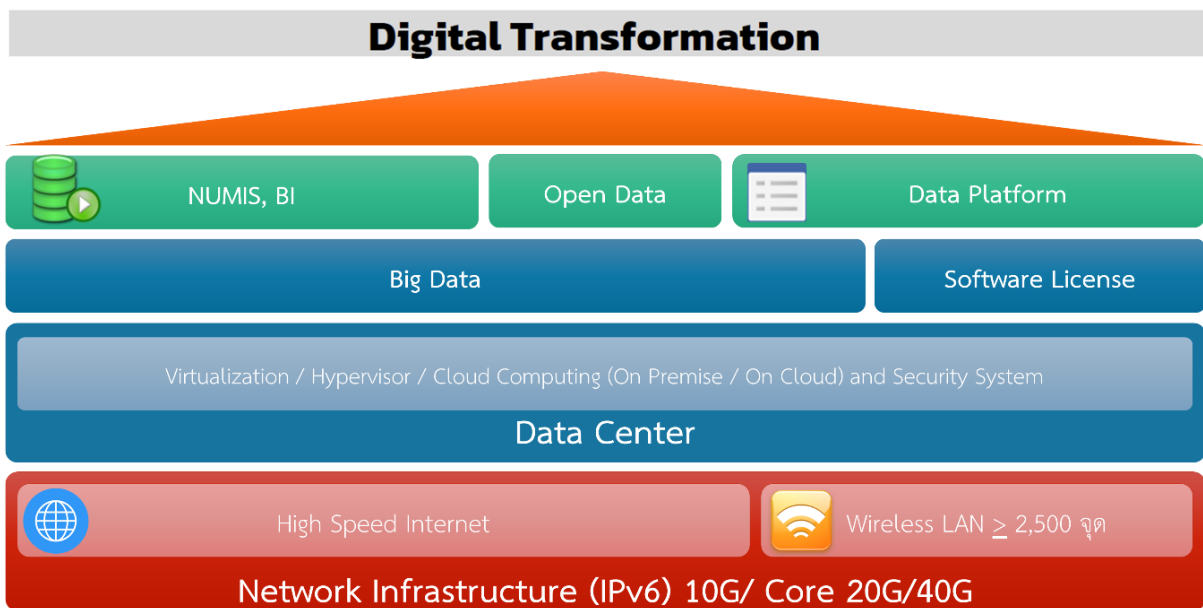 Digital Transformation
NUMIS, BI
Open Data
Data Platform
Big Data
Software License
Virtualization / Hypervisor / Cloud Computing (On Premise / On Cloud) and Security System
Data Center
High Speed Internet
Wireless LAN ≥ 2,500 จุด
Network Infrastructure (IPv6) 10G/ Core 20G/40G